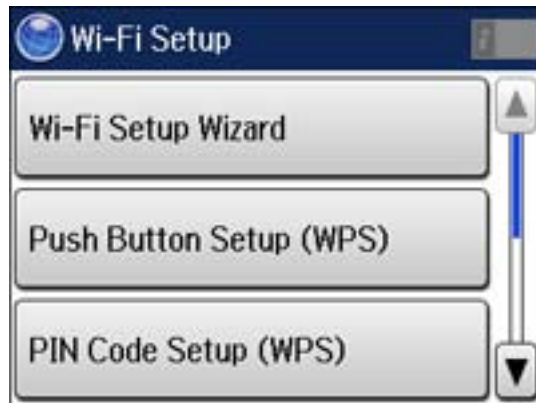 Wi-Fi Setup
Wi-Fi Setup Wizard
Push Button Setup (WPS)
PIN Code Setup (WPS)